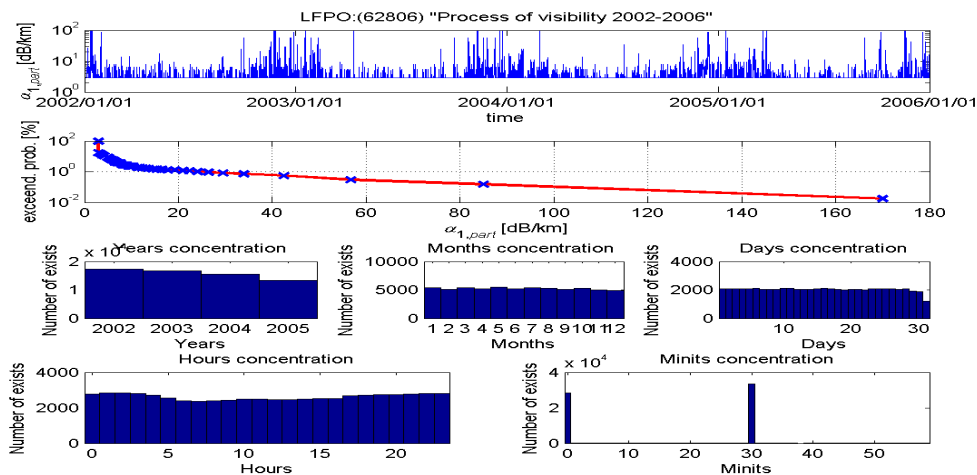 LFPO:(62806) "Process of visibility 2002-2006"
α1,part [dB/km]
10^2
10^1
10^0
2002/01/01 2003/01/01 2004/01/01 2005/01/01 2006/01/01
time
exceend. prob. [%]
10^2
10^0
10^-2
0 20 40 60 80 100 120 140 160 180
α1,part [dB/km]
x 10^4
Years concentration
Number of exists
2
1
0
2002 2003 2004 2005
Years
Months concentration
Number of exists
10000
5000
0
1 2 3 4 5 6 7 8 9 10 11 12
Months
Days concentration
Number of exists
4000
2000
0
10 20 30
Days
Hours concentration
Number of exists
4000
2000
0
0 5 10 15 20
Hours
x 10^4
Minits concentration
Number of exists
4
2
0
0 10 20 30 40 50
Minits